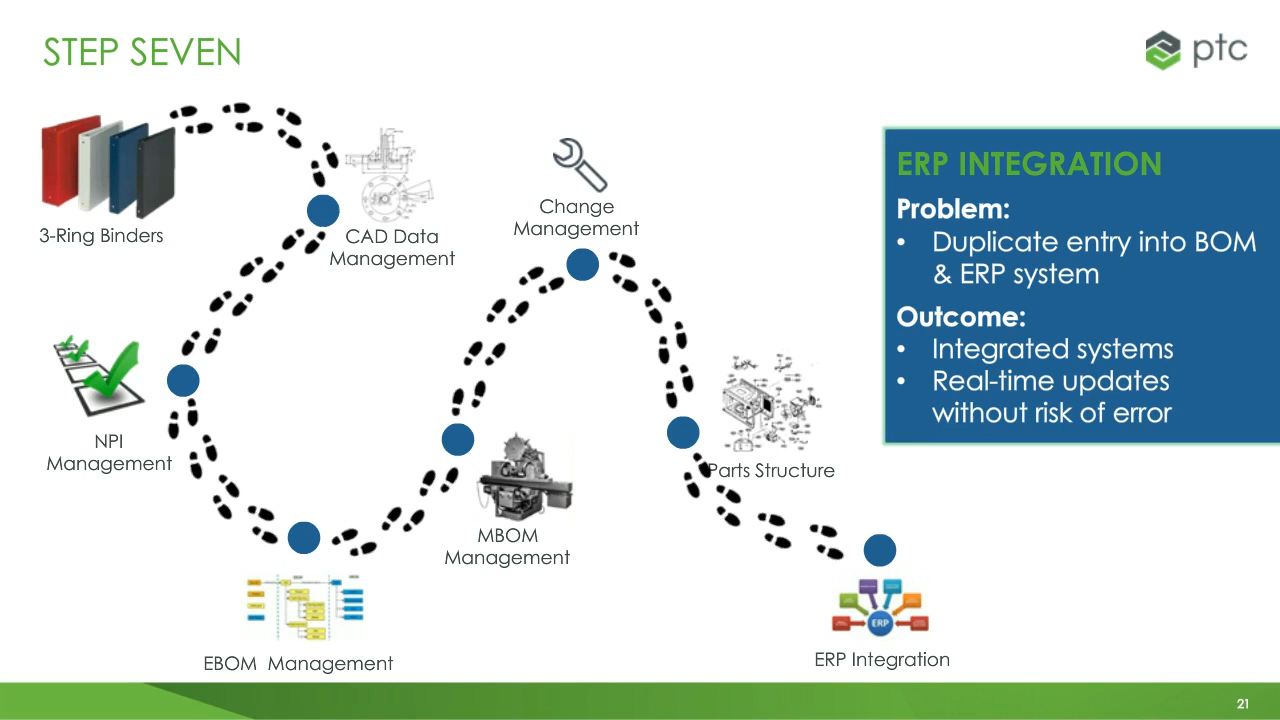 STEP SEVEN
ptc
3-Ring Binders
CAD Data
Management
Change
Management
ERP INTEGRATION
Problem:
• Duplicate entry into BOM
& ERP system
Outcome:
• Integrated systems
• Real-time updates
without risk of error
NPI
Management
Parts Structure
MBOM
Management
EBOM Management
ERP
ERP Integration
21